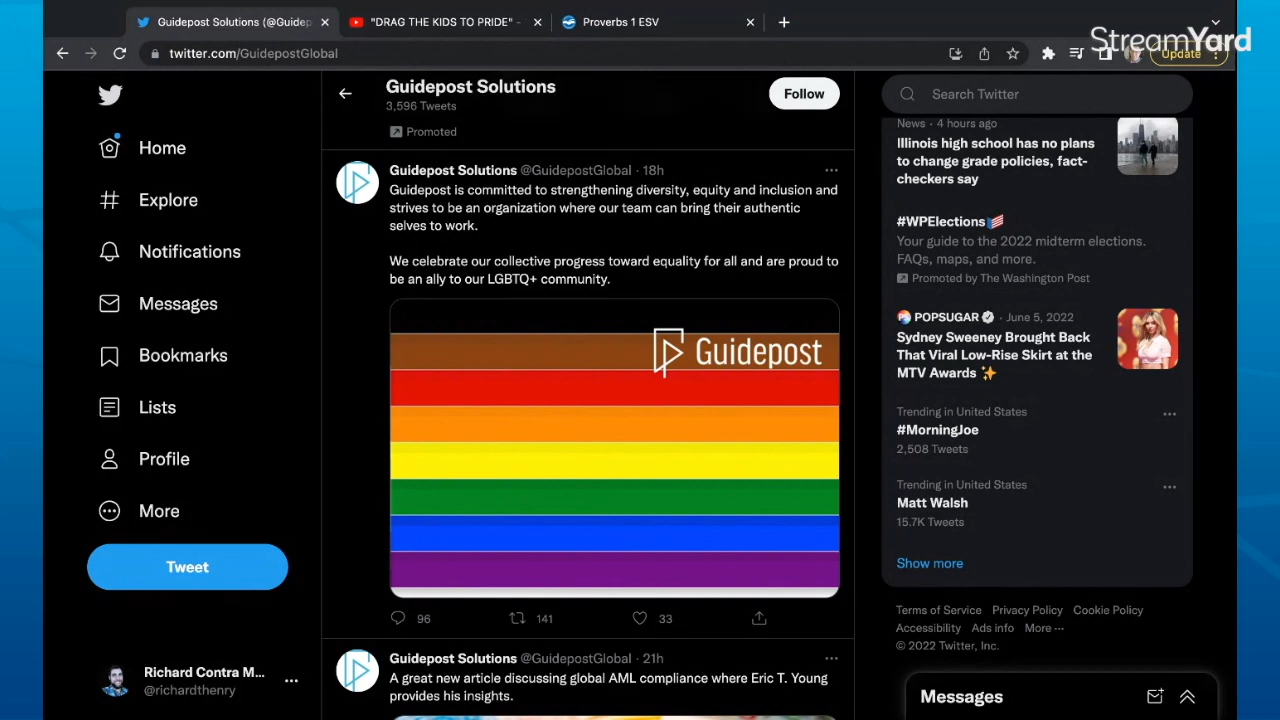 Guidepost Solutions (@Guidep
"DRAG THE KIDS TO PRIDE" -
Proverbs 1 ESV
StreamYard
twitter.com/GuidepostGlobal
Update
Guidepost Solutions
3,596 Tweets
Follow
Promoted
Search Twitter
Home
Explore
Notifications
Messages
Bookmarks
Lists
Profile
More
Tweet
Richard Contra M...
@richardthenry
Guidepost Solutions @GuidepostGlobal · 18h
Guidepost is committed to strengthening diversity, equity and inclusion and
strives to be an organization where our team can bring their authentic
selves to work.
We celebrate our collective progress toward equality for all and are proud to
be an ally to our LGBTQ+ community.
Guidepost
96
141
33
Guidepost Solutions @GuidepostGlobal · 21h
A great new article discussing global AML compliance where Eric T. Young
provides his insights.
News · 4 hours ago
Illinois high school has no plans
to change grade policies, fact-
checkers say
#WPElections
Your guide to the 2022 midterm elections.
FAQs, maps, and more.
Promoted by The Washington Post
POPSUGAR · June 5, 2022
Sydney Sweeney Brought Back
That Viral Low-Rise Skirt at the
MTV Awards ✨
Trending in United States
#MorningJoe
2,508 Tweets
Trending in United States
Matt Walsh
15.7K Tweets
Show more
Terms of Service Privacy Policy Cookie Policy
Accessibility Ads info More ···
© 2022 Twitter, Inc.
Messages